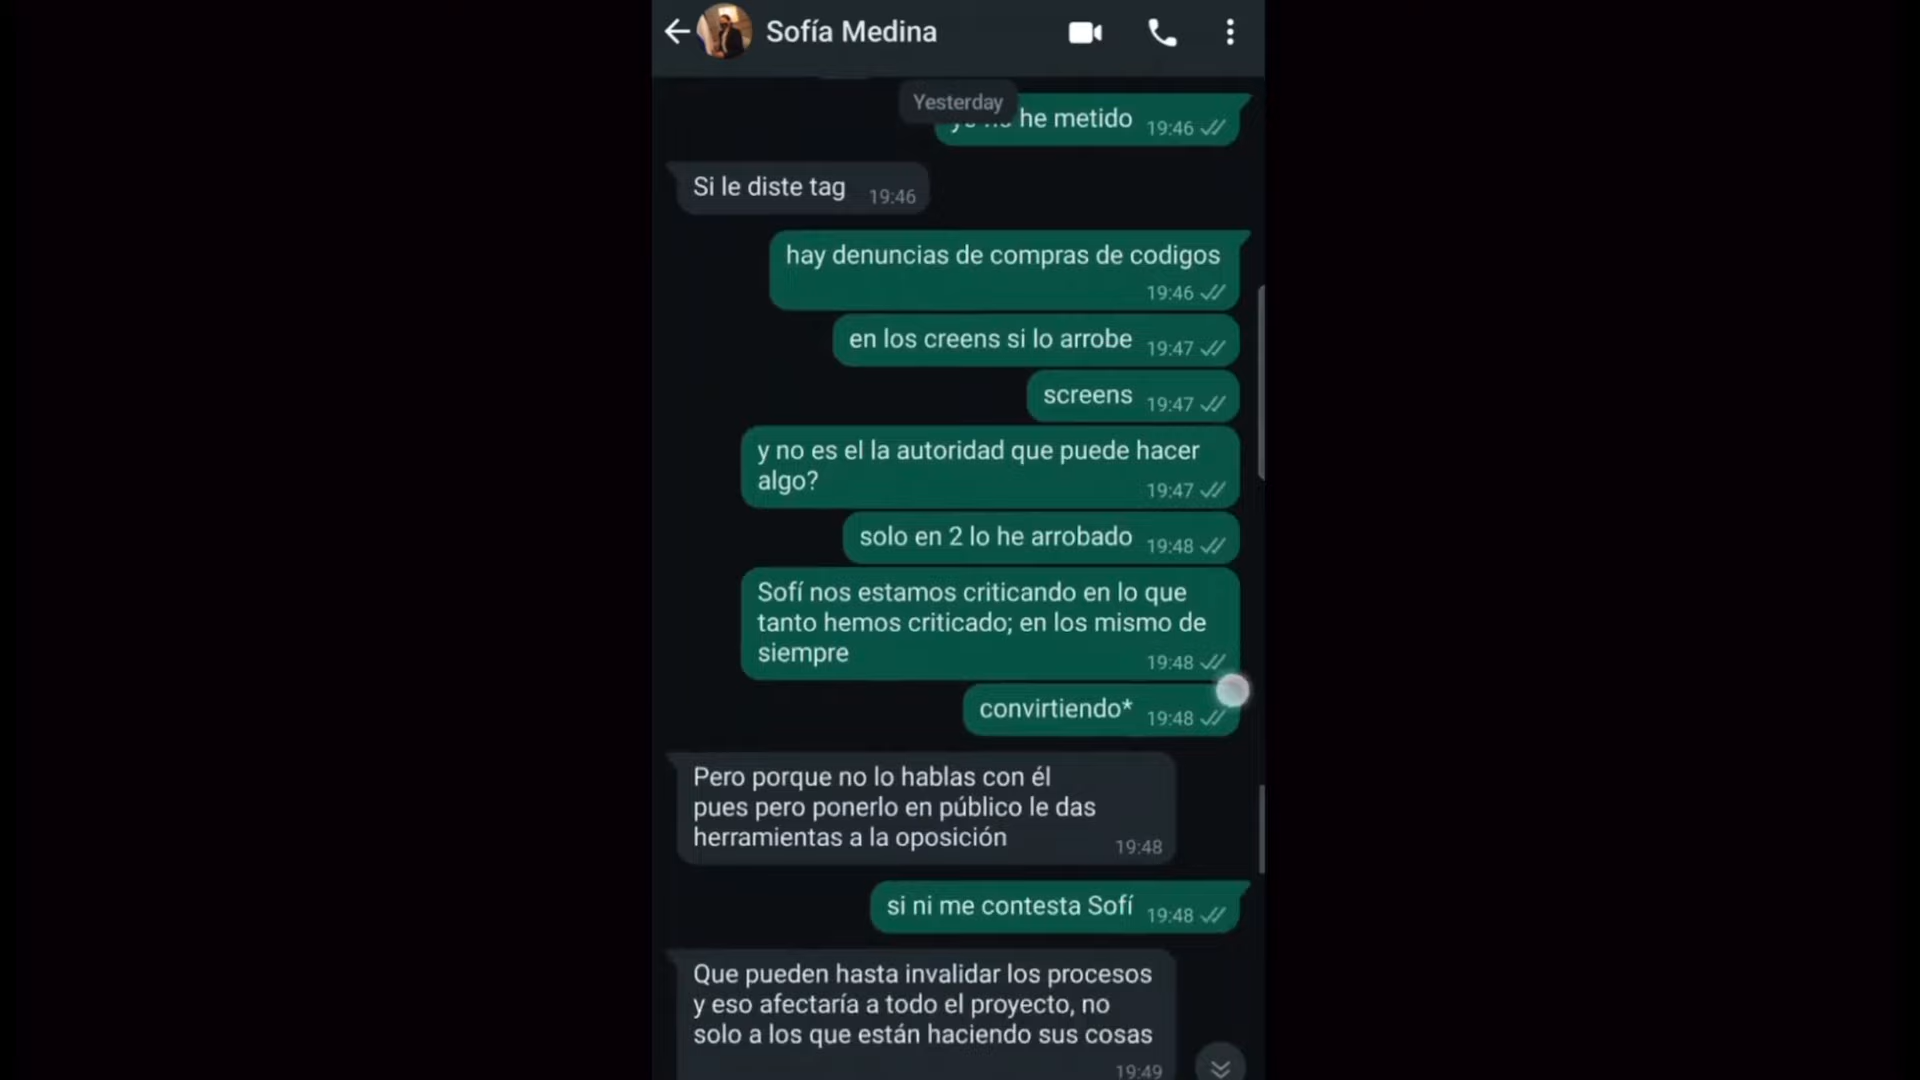 Sofía Medina
Yesterday
he metido 19:46
Si le diste tag 19:46
hay denuncias de compras de codigos
19:46
en los creens si lo arrobe 19:47
screens 19:47
y no es el la autoridad que puede hacer
algo? 19:47
solo en 2 lo he arrobado 19:48
Sofí nos estamos criticando en lo que
tanto hemos criticado; en los mismo de
siempre 19:48
convirtiendo* 19:48
Pero porque no lo hablas con él
pues pero ponerlo en público le das
herramientas a la oposición 19:48
si ni me contesta Sofí 19:48
Que pueden hasta invalidar los procesos
y eso afectaría a todo el proyecto, no
solo a los que están haciendo sus cosas
19:49